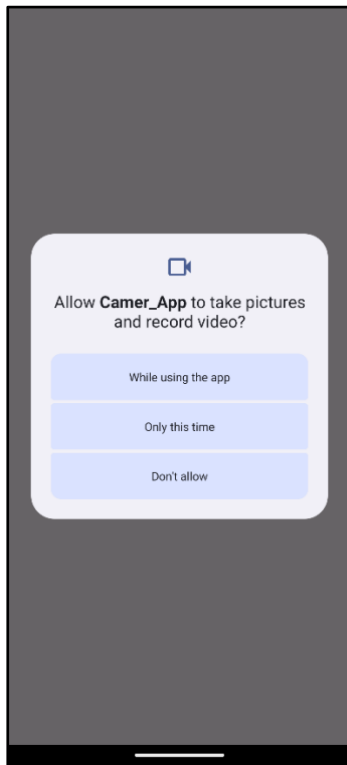 Allow Camer_App to take pictures
and record video?
While using the app
Only this time
Don't allow